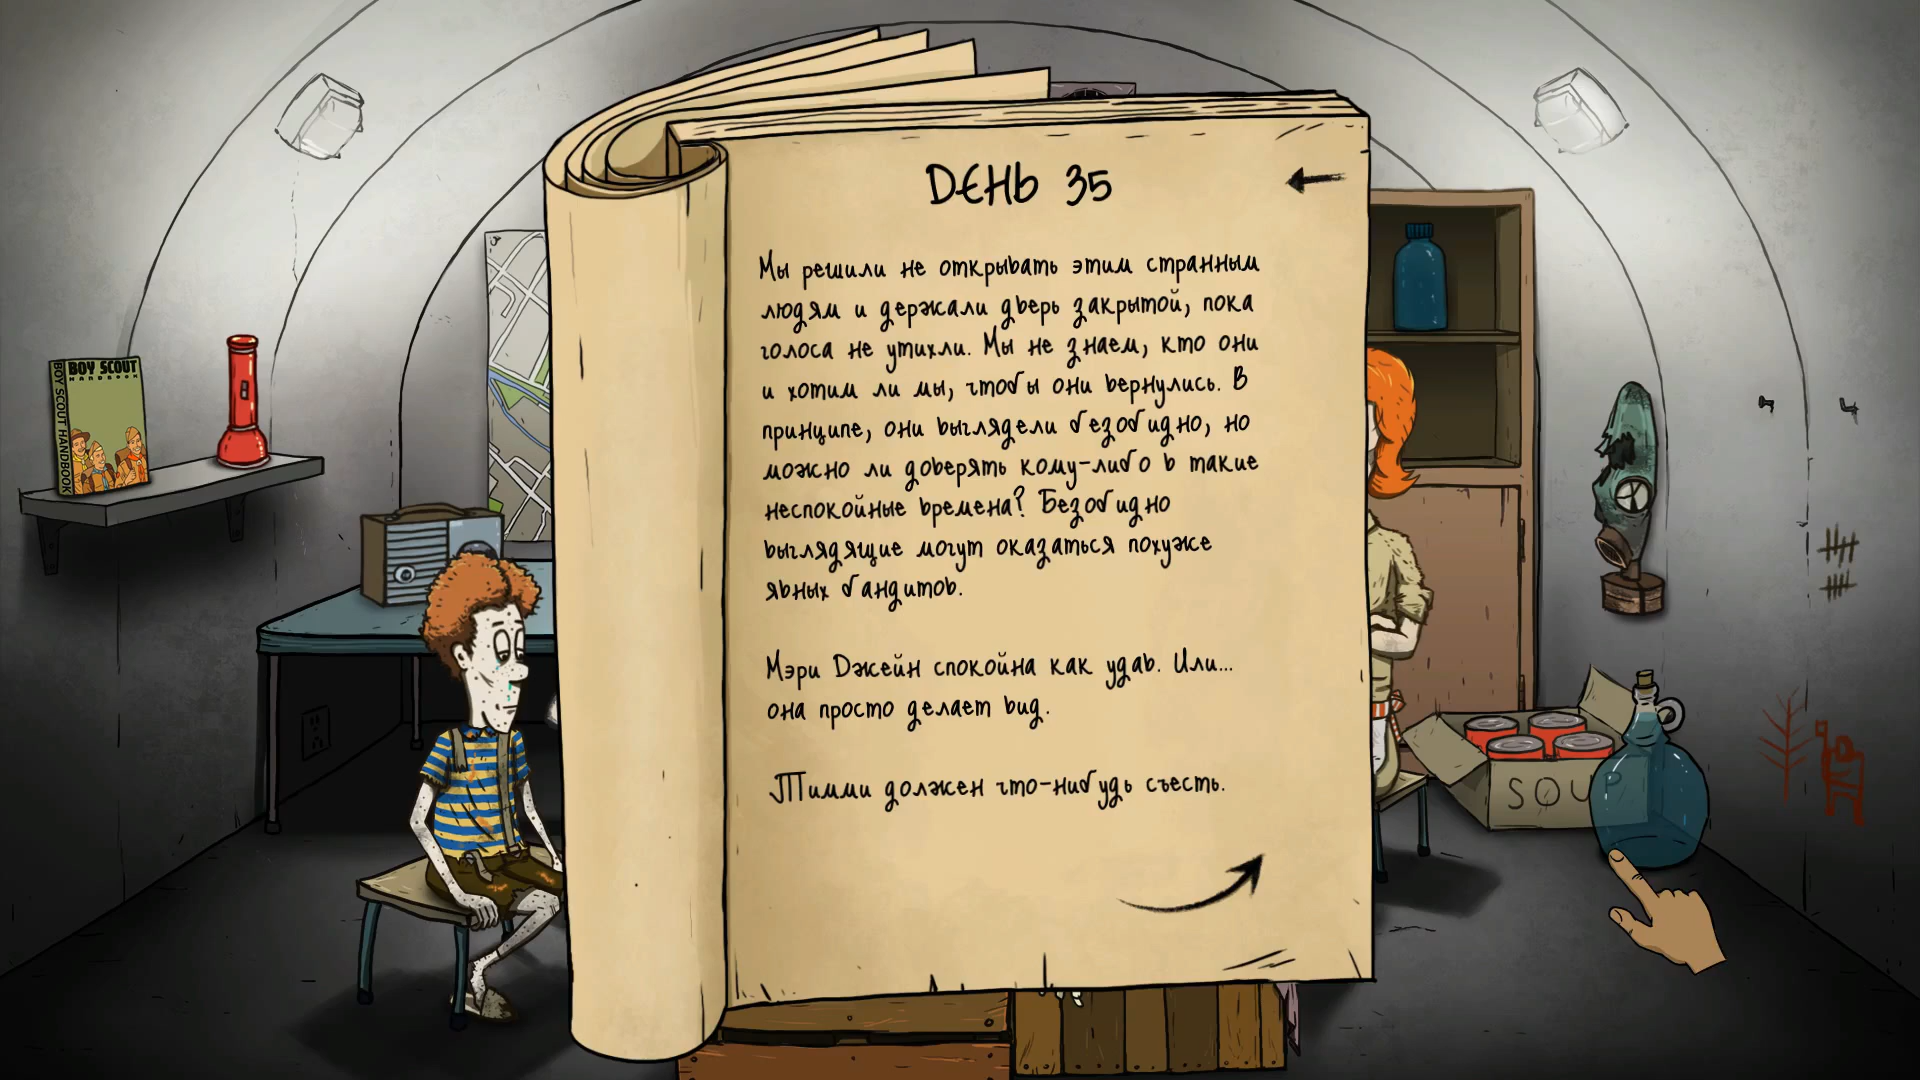 ДЕНЬ 35
Мы решили не открывать этим странным
людям и держали дверь закрытой, пока
голоса не утихли. Мы не знаем, кто они
и хотим ли мы, чтобы они вернулись. В
принципе, они выглядели безобидно, но
можно ли доверять кому-либо в такие
неспокойные времена? Безобидно
выглядящие могут оказаться похуже
явных бандитов.
Мэри Джейн спокойна как удав. Или...
она просто делает вид.
Тимми должен что-нибудь съесть.
BOY SCOUT
HANDBOOK
BOY SCOUT HANDBOOK
SOUP